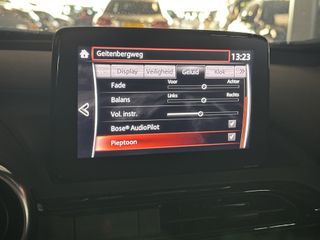 Geitenbergweg 13:23
Display Veiligheid Geluid Klok
Fade Voor Achter
Balans Links Rechts
Vol. instr.
Bose® AudioPilot
Pieptoon